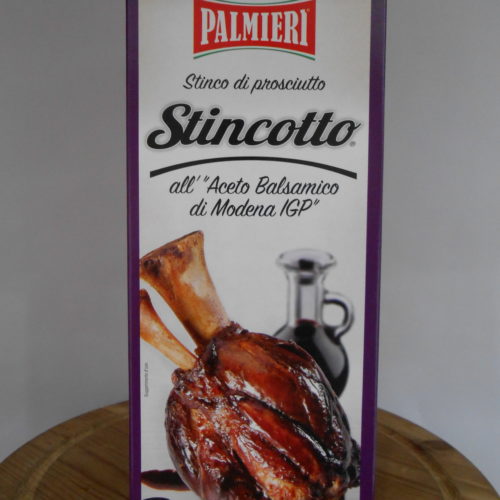 PALMIERI
Stinco di prosciutto
Stincotto®
all' "Aceto Balsamico
di Modena IGP"